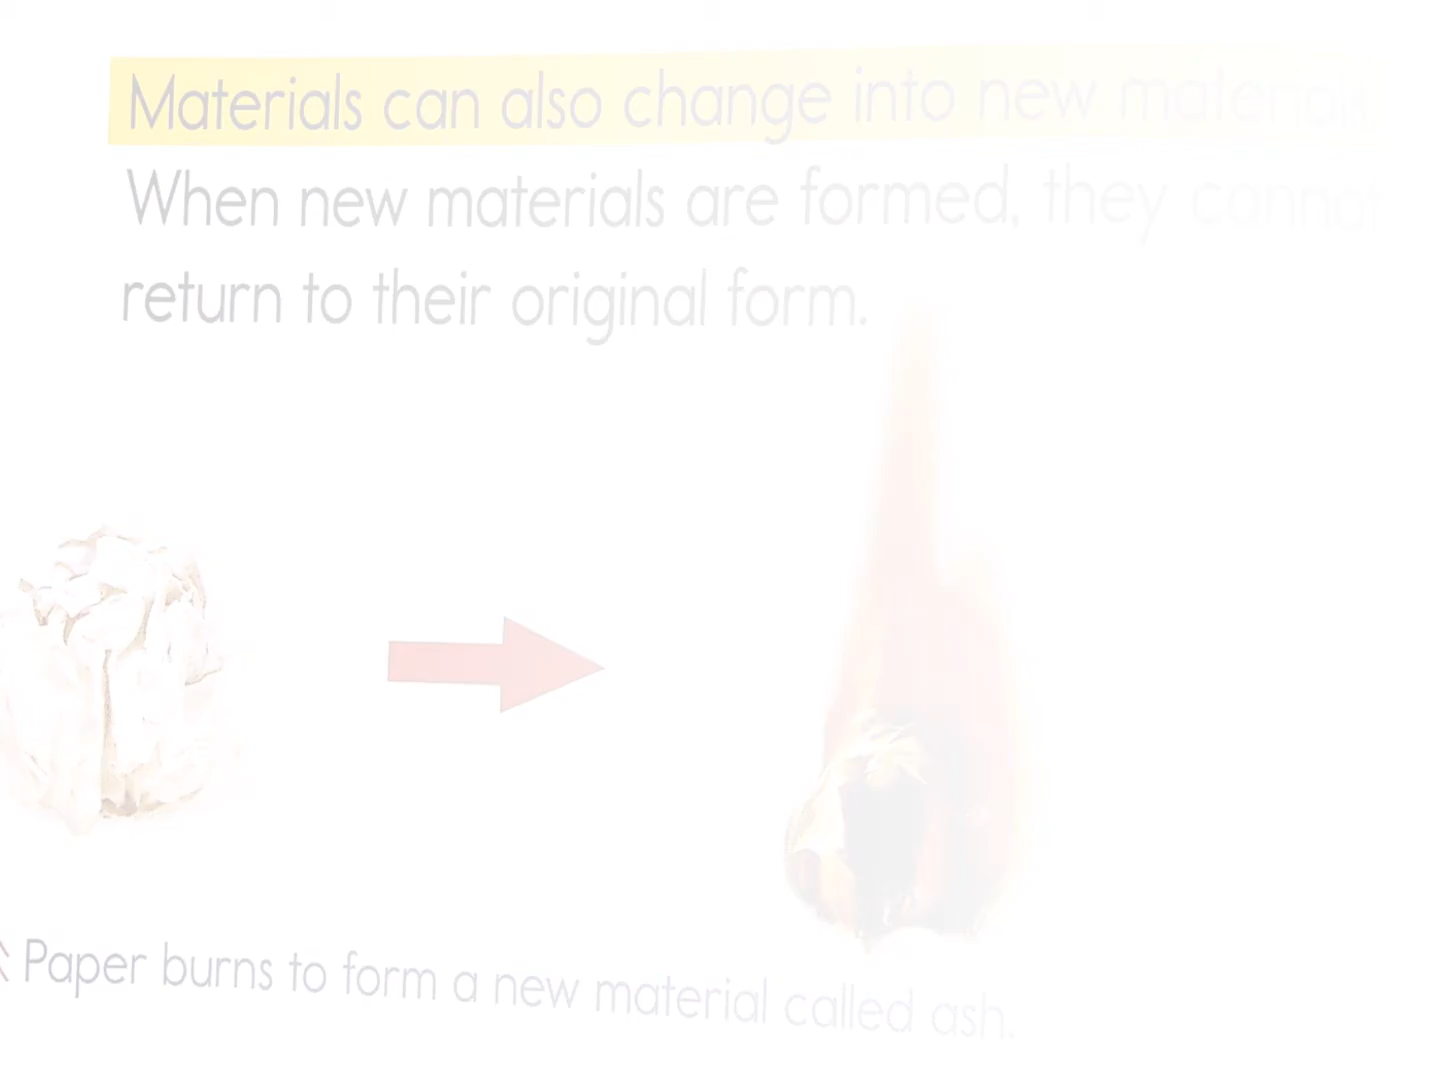 Materials can also change into new materials
When new materials are formed, they cannot
return to their original form.
Paper burns to form a new material called ash.